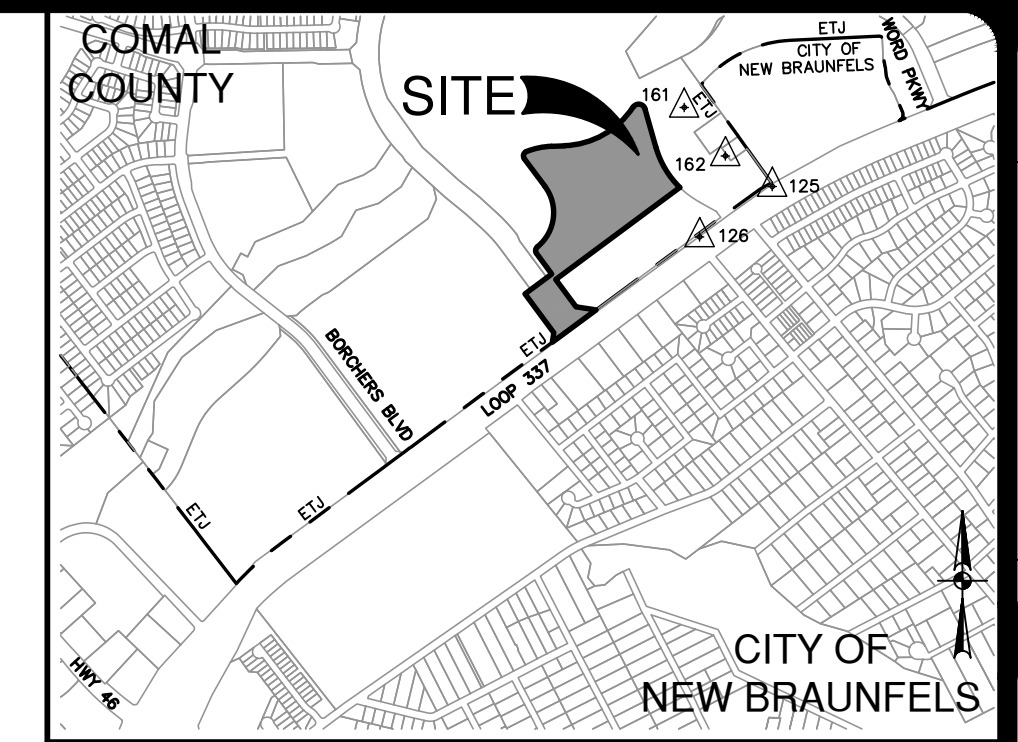 COMAL
COUNTY
SITE
ETJ
CITY OF
NEW BRAUNFELS
WORD PKWY
161
ETJ
162
125
126
BORCHERS BLVD
ETJ
LOOP 337
ETJ
ETJ
HWY 46
CITY OF
NEW BRAUNFELS